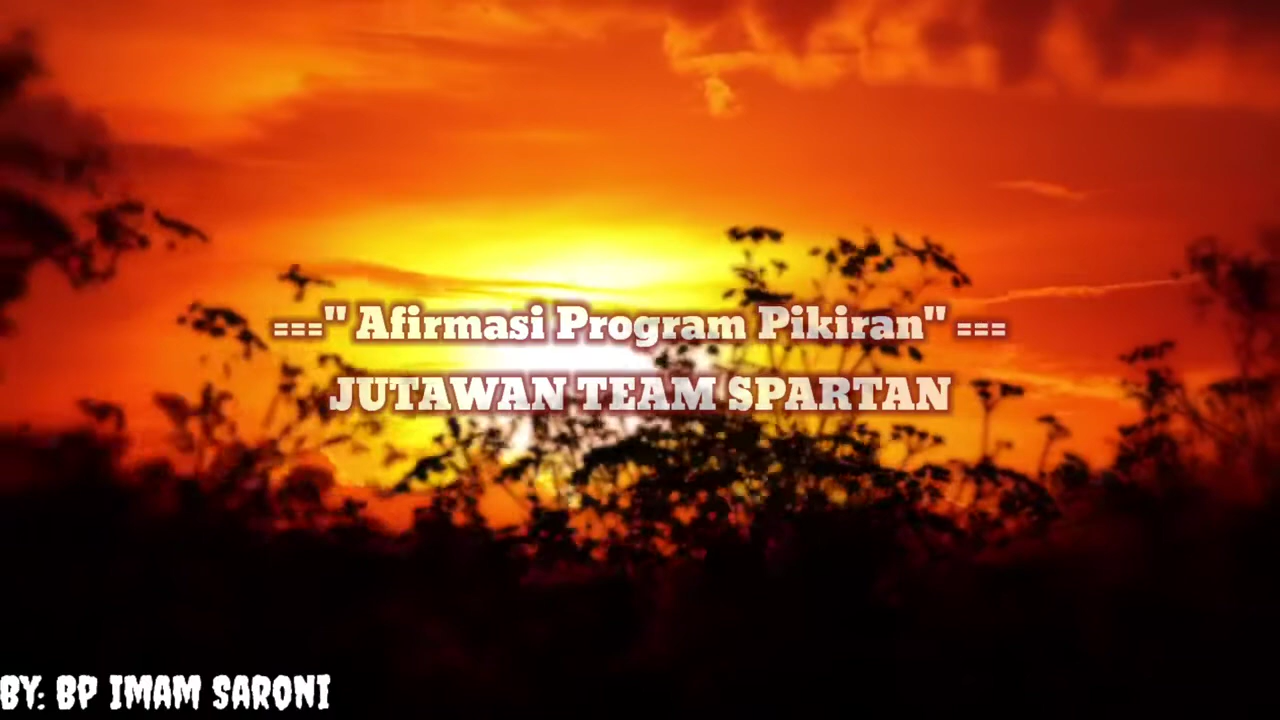 ===" Afirmasi Program Pikiran" ===
JUTAWAN TEAM SPARTAN
BY: BP IMAM SARONI